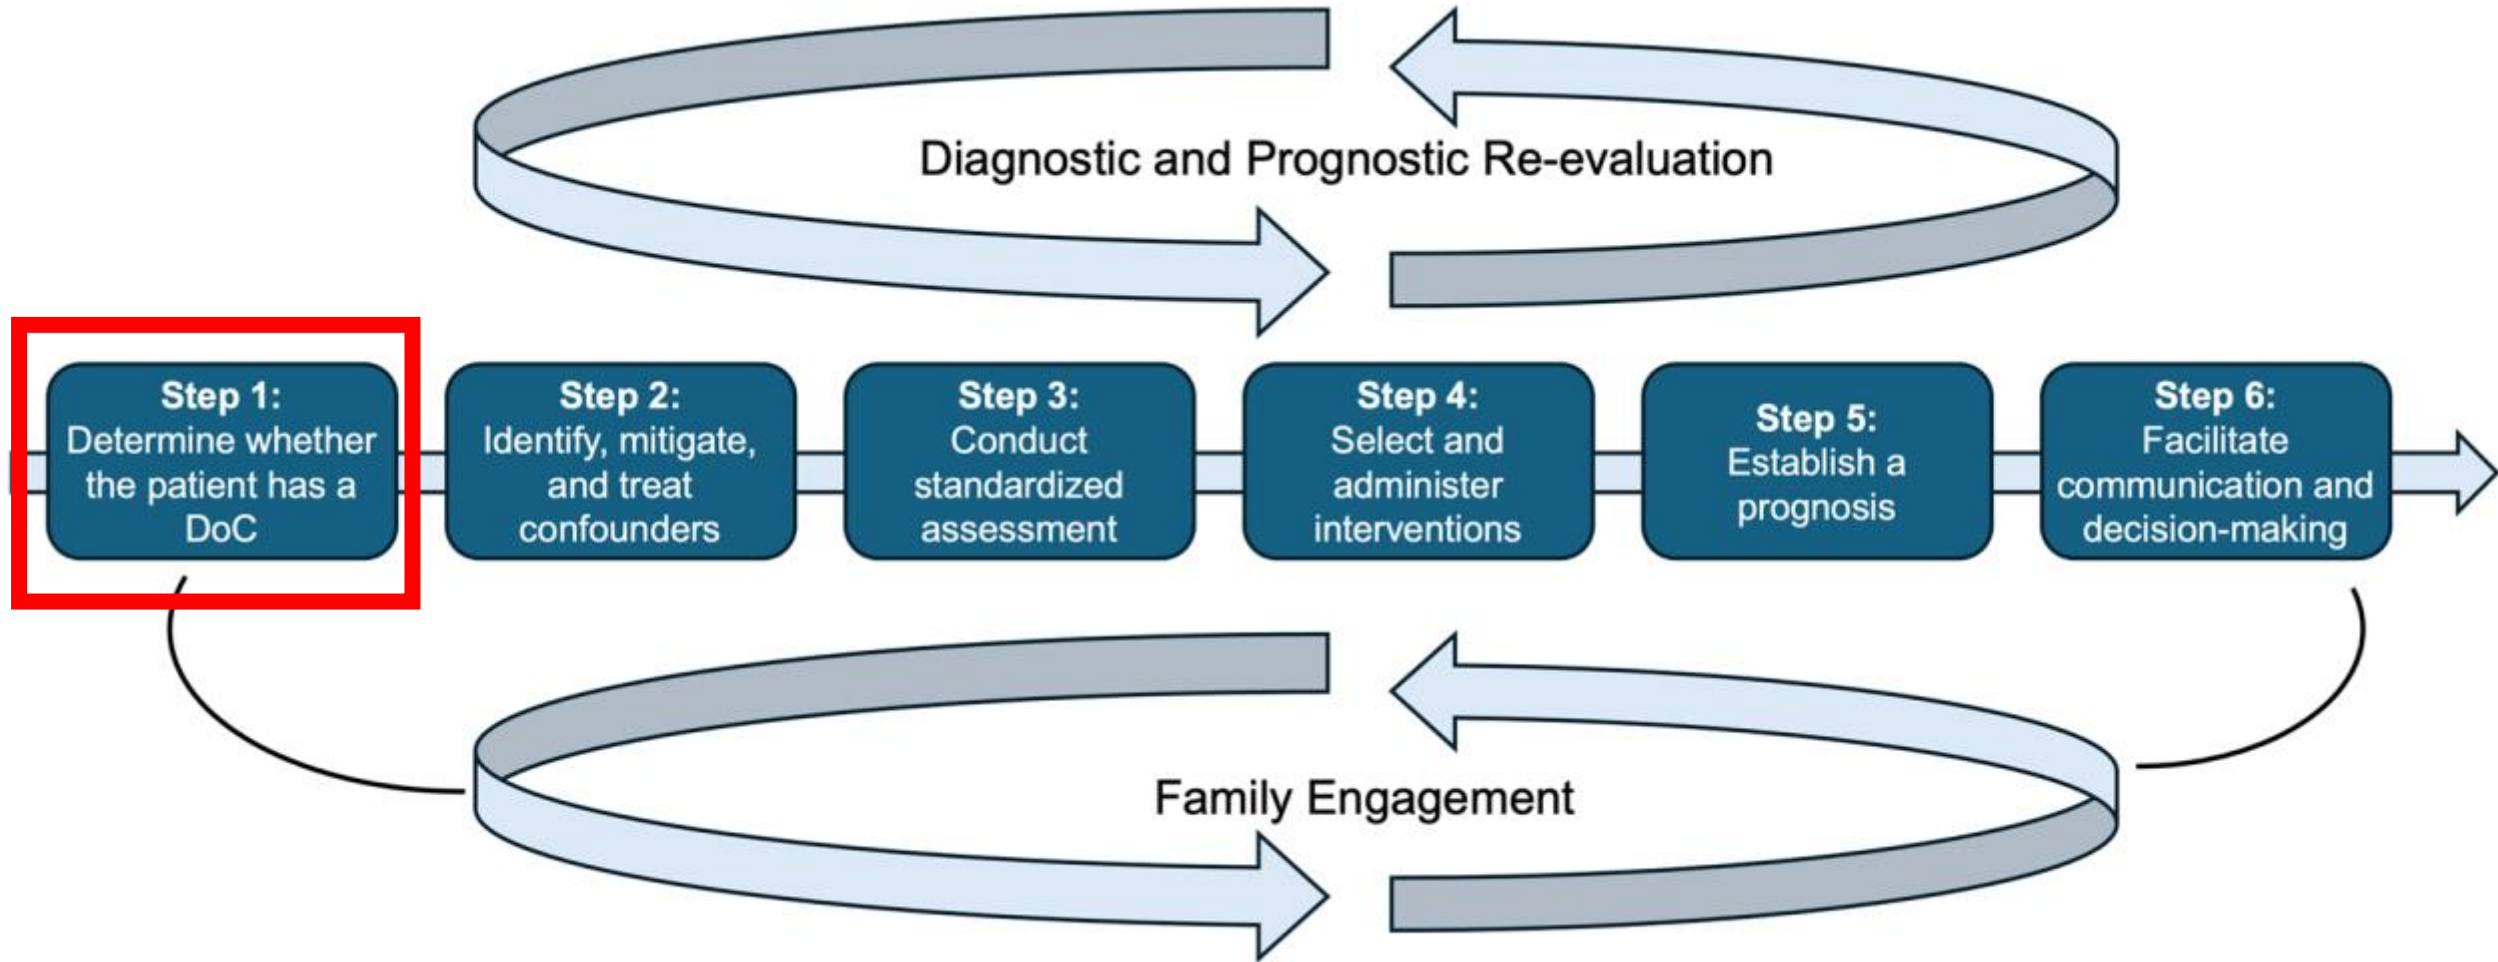 Diagnostic and Prognostic Re-evaluation
Step 1:
Determine whether
the patient has a
DoC
Step 2:
Identify, mitigate,
and treat
confounders
Step 3:
Conduct
standardized
assessment
Step 4:
Select and
administer
interventions
Step 5:
Establish a
prognosis
Step 6:
Facilitate
communication and
decision-making
Family Engagement